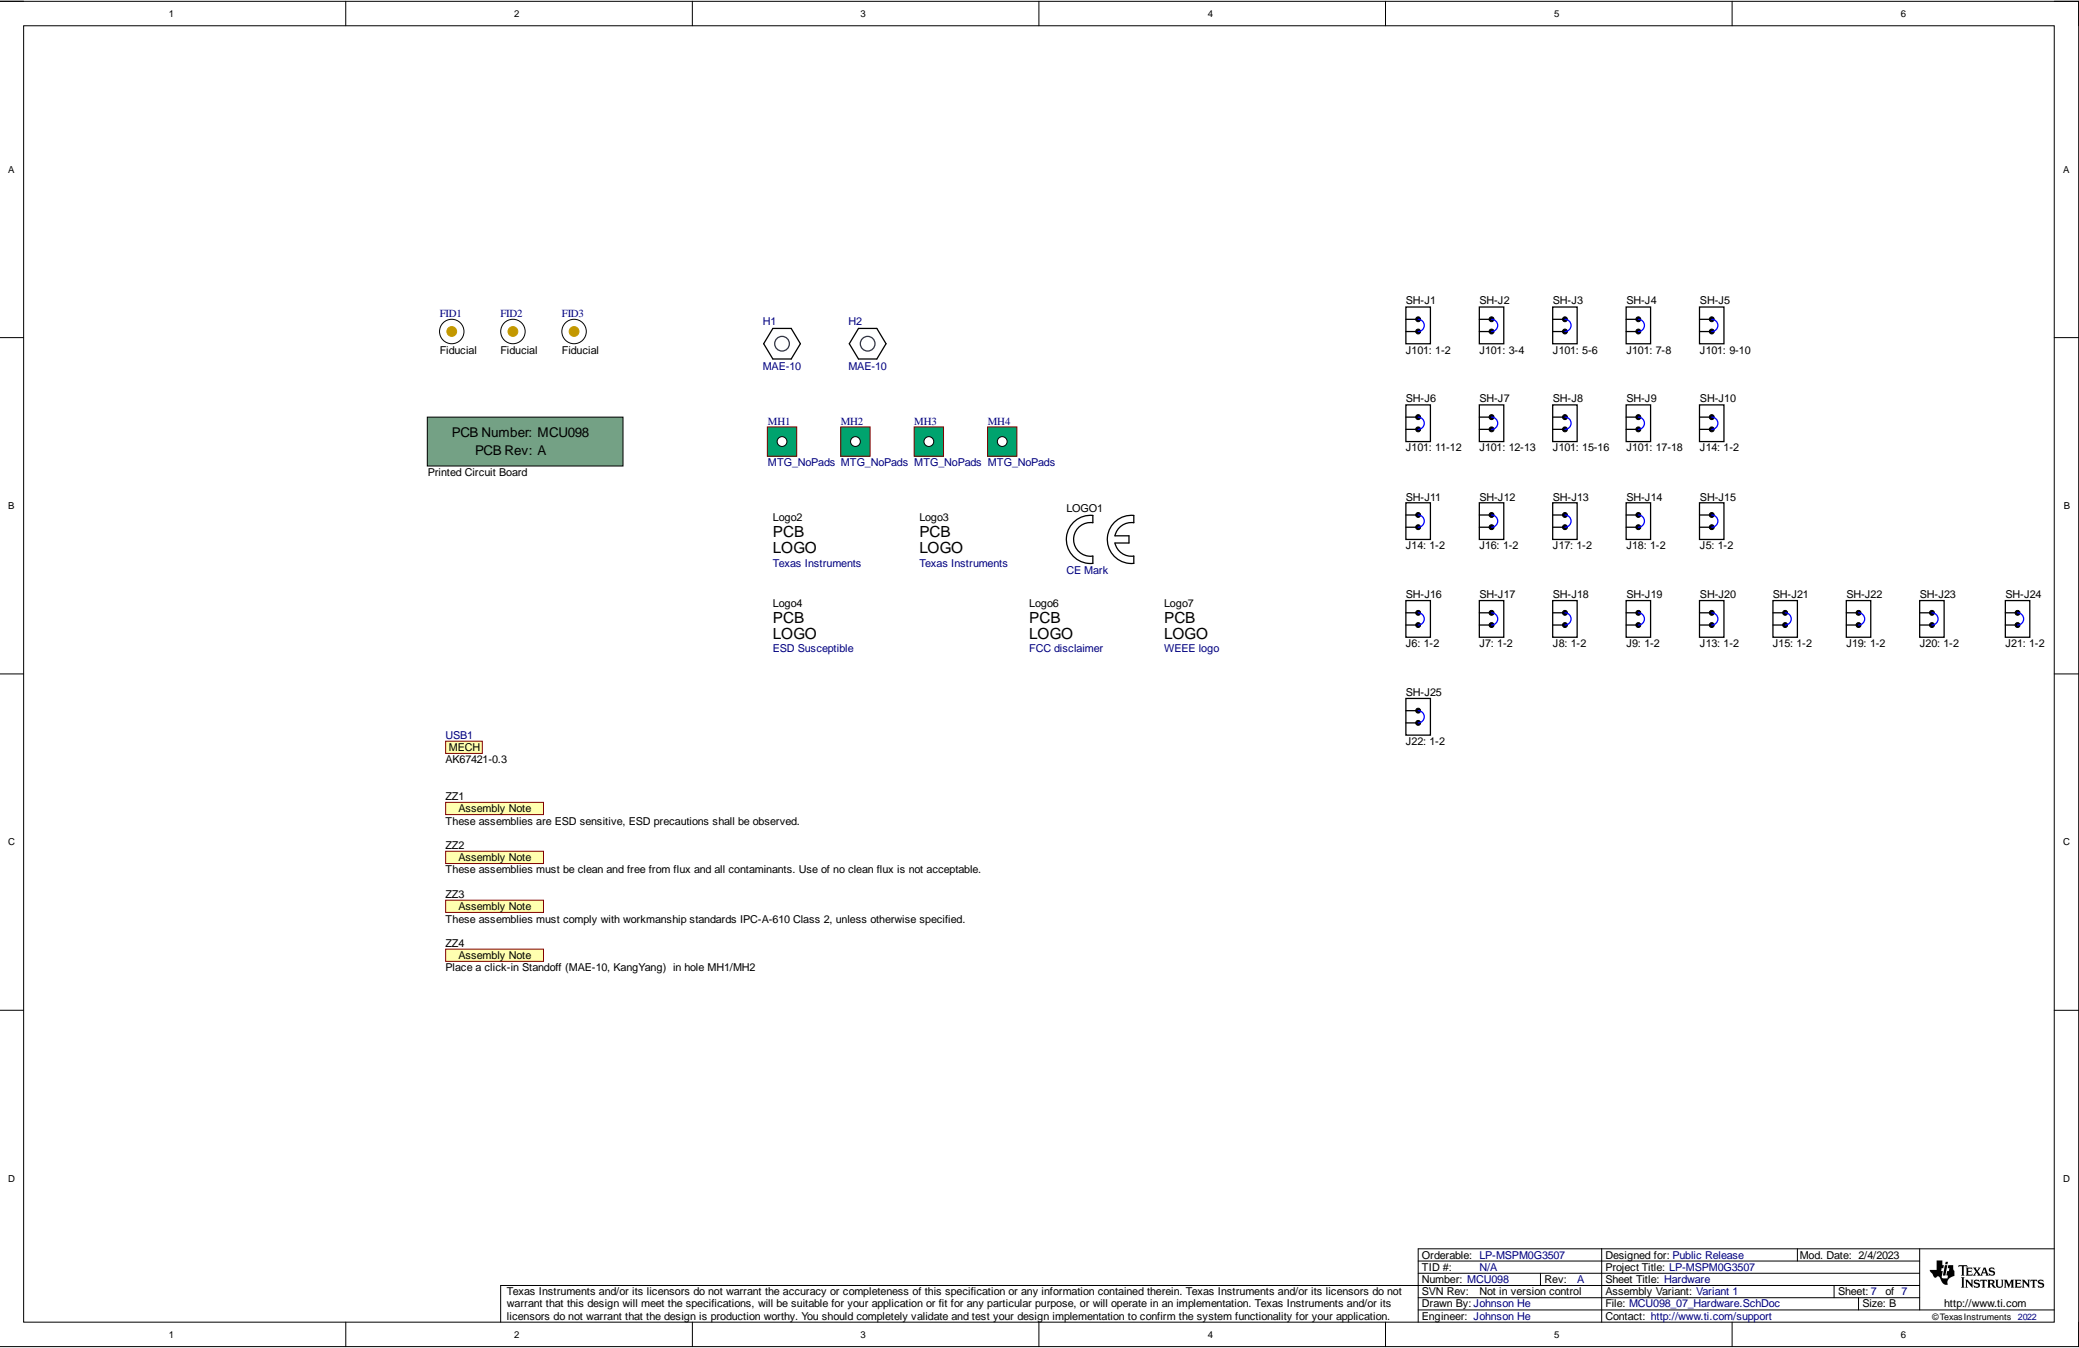 1 2 3 4 5 6
A A
SH-J1 SH-J2 SH-J3 SH-J4 SH-J5
FID1 FID2 FID3
H1 H2
Fiducial Fiducial Fiducial
J101: 1-2 J101: 3-4 J101: 5-6 J101: 7-8 J101: 9-10
MAE-10 MAE-10
SH-J6 SH-J7 SH-J8 SH-J9 SH-J10
MH1 MH2 MH3 MH4
PCB Number: MCU098
PCB Rev: A
J101: 11-12 J101: 12-13 J101: 15-16 J101: 17-18 J14: 1-2
MTG_NoPads MTG_NoPads MTG_NoPads MTG_NoPads
Printed Circuit Board
SH-J11 SH-J12 SH-J13 SH-J14 SH-J15
B B
LOGO1
Logo2 Logo3
PCB PCB
LOGO LOGO
CE
J14: 1-2 J16: 1-2 J17: 1-2 J18: 1-2 J5: 1-2
Texas Instruments Texas Instruments
CE Mark
SH-J16 SH-J17 SH-J18 SH-J19 SH-J20 SH-J21 SH-J22 SH-J23 SH-J24
Logo4 Logo6 Logo7
PCB PCB PCB
LOGO LOGO LOGO
J6: 1-2 J7: 1-2 J8: 1-2 J9: 1-2 J13: 1-2 J15: 1-2 J19: 1-2 J20: 1-2 J21: 1-2
ESD Susceptible FCC disclaimer WEEE logo
SH-J25
J22: 1-2
USB1
MECH
AK67421-0.3
ZZ1
Assembly Note
These assemblies are ESD sensitive, ESD precautions shall be observed.
C C
ZZ2
Assembly Note
These assemblies must be clean and free from flux and all contaminants. Use of no clean flux is not acceptable.
ZZ3
Assembly Note
These assemblies must comply with workmanship standards IPC-A-610 Class 2, unless otherwise specified.
ZZ4
Assembly Note
Place a click-in Standoff (MAE-10, KangYang) in hole MH1/MH2
D D
Texas Instruments and/or its licensors do not warrant the accuracy or completeness of this specification or any information contained therein. Texas Instruments and/or its licensors do not
warrant that this design will meet the specifications, will be suitable for your application or fit for any particular purpose, or will operate in an implementation. Texas Instruments and/or its
licensors do not warrant that the design is production worthy. You should completely validate and test your design implementation to confirm the system functionality for your application.
Orderable: LP-MSPM0G3507 Designed for: Public Release Mod. Date: 2/4/2023
TID #: N/A Project Title: LP-MSPM0G3507
Number: MCU098 Rev: A Sheet Title: Hardware
SVN Rev: Not in version control Assembly Variant: Variant 1 Sheet: 7 of 7
Drawn By: Johnson He File: MCU098_07_Hardware.SchDoc Size: B
Engineer: Johnson He Contact: http://www.ti.com/support
TEXAS
INSTRUMENTS
http://www.ti.com
© Texas Instruments 2022
1 2 3 4 5 6